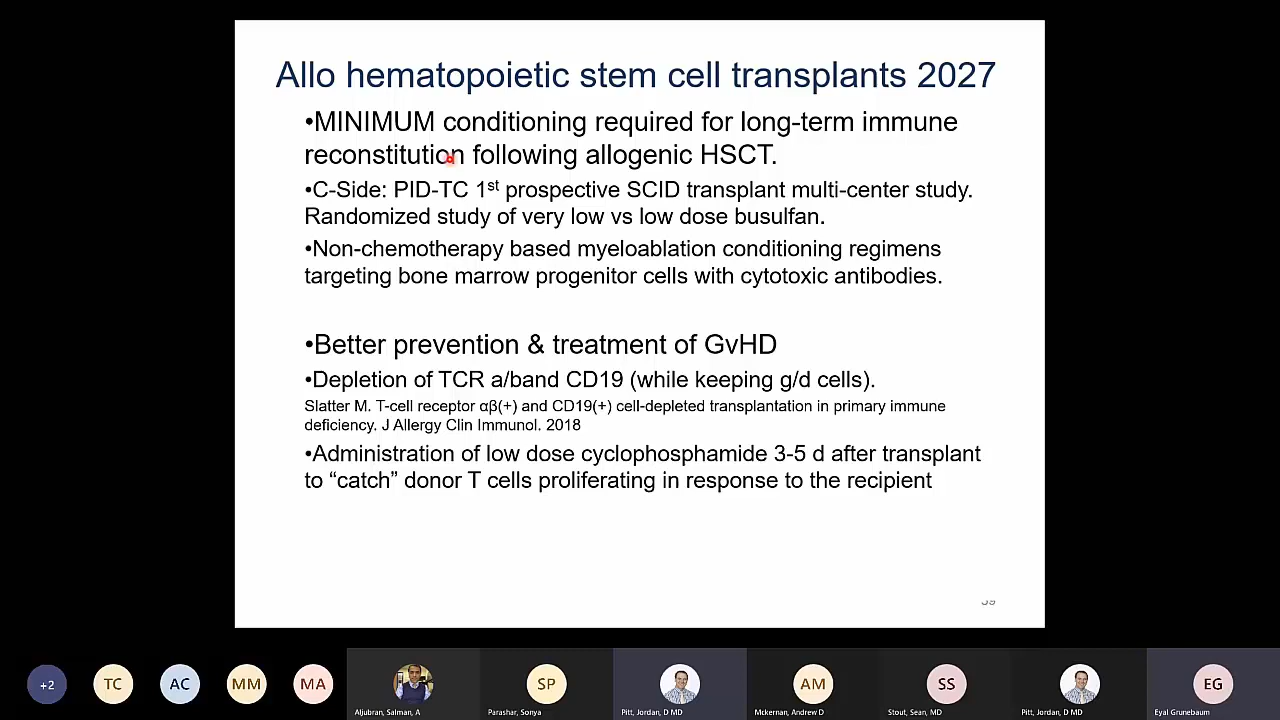 Allo hematopoietic stem cell transplants 2027
•MINIMUM conditioning required for long-term immune
reconstitution following allogenic HSCT.
•C-Side: PID-TC 1st prospective SCID transplant multi-center study.
Randomized study of very low vs low dose busulfan.
•Non-chemotherapy based myeloablation conditioning regimens
targeting bone marrow progenitor cells with cytotoxic antibodies.
•Better prevention & treatment of GvHD
•Depletion of TCR a/band CD19 (while keeping g/d cells).
Slatter M. T-cell receptor αβ(+) and CD19(+) cell-depleted transplantation in primary immune
deficiency. J Allergy Clin Immunol. 2018
•Administration of low dose cyclophosphamide 3-5 d after transplant
to “catch” donor T cells proliferating in response to the recipient
+2 TC AC MM MA SP AM SS EG
Aljubran, Salman, A Parashar, Sonya Pitt, Jordan, D MD Mckernan, Andrew D Stout, Sean, MD Pitt, Jordan, D MD Eyal Grunebaum